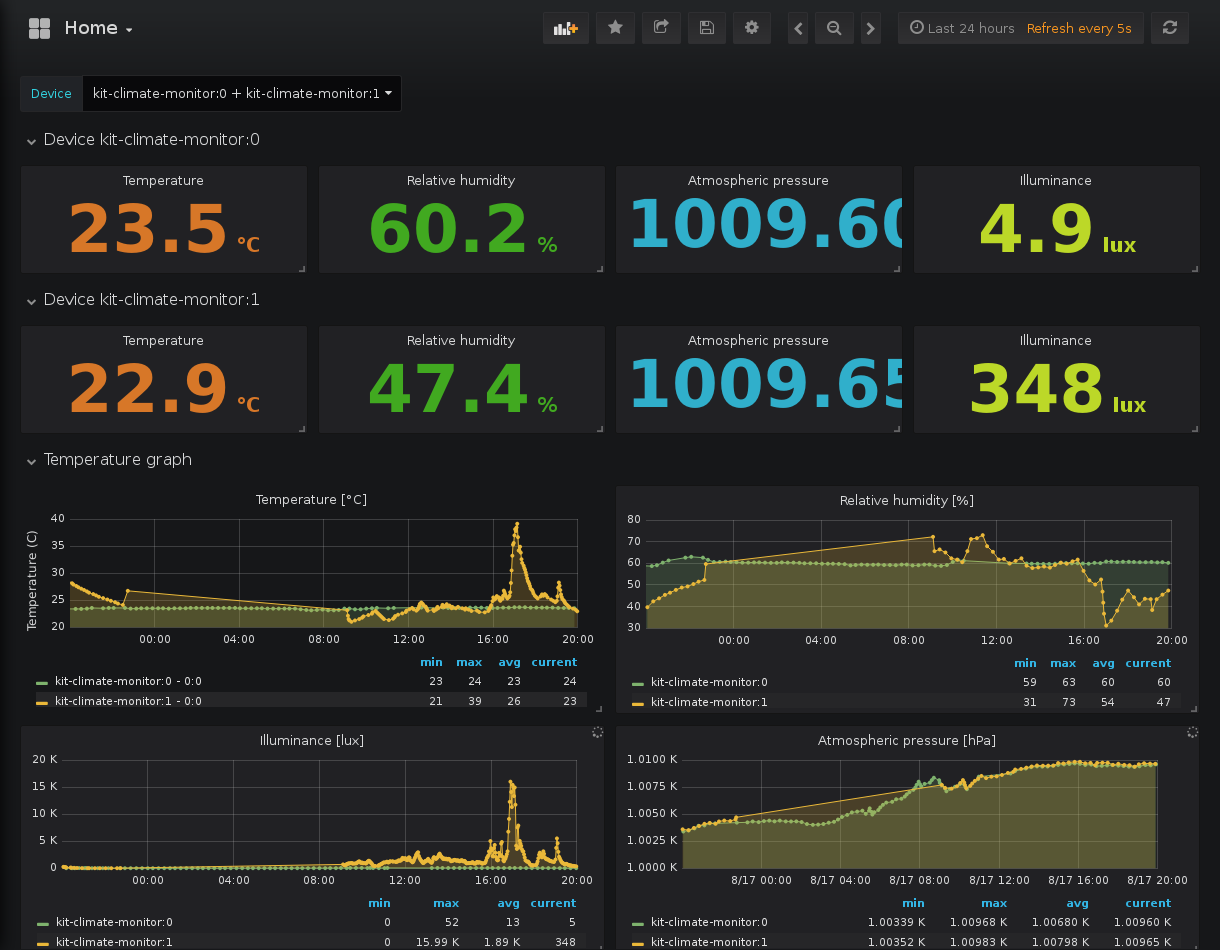 Home
Last 24 hours Refresh every 5s
Device kit-climate-monitor:0 + kit-climate-monitor:1
Device kit-climate-monitor:0
Temperature Relative humidity Atmospheric pressure Illuminance
23.5 °C 60.2 % 1009.60 4.9 lux
Device kit-climate-monitor:1
Temperature Relative humidity Atmospheric pressure Illuminance
22.9 °C 47.4 % 1009.65 348 lux
Temperature graph
Temperature [°C]
Temperature (C)
40
35
30
25
20
00:00 04:00 08:00 12:00 16:00 20:00
min max avg current
kit-climate-monitor:0 - 0:0 23 24 23 24
kit-climate-monitor:1 - 0:0 21 39 26 23
Relative humidity [%]
80
70
60
50
40
30
00:00 04:00 08:00 12:00 16:00 20:00
min max avg current
kit-climate-monitor:0 59 63 60 60
kit-climate-monitor:1 31 73 54 47
Illuminance [lux]
20 K
15 K
10 K
5 K
0
00:00 04:00 08:00 12:00 16:00 20:00
min max avg current
kit-climate-monitor:0 0 52 13 5
kit-climate-monitor:1 0 15.99 K 1.89 K 348
Atmospheric pressure [hPa]
1.0100 K
1.0075 K
1.0050 K
1.0025 K
1.0000 K
8/17 00:00 8/17 04:00 8/17 08:00 8/17 12:00 8/17 16:00 8/17 20:00
min max avg current
kit-climate-monitor:0 1.00339 K 1.00968 K 1.00680 K 1.00960 K
kit-climate-monitor:1 1.00352 K 1.00983 K 1.00798 K 1.00965 K